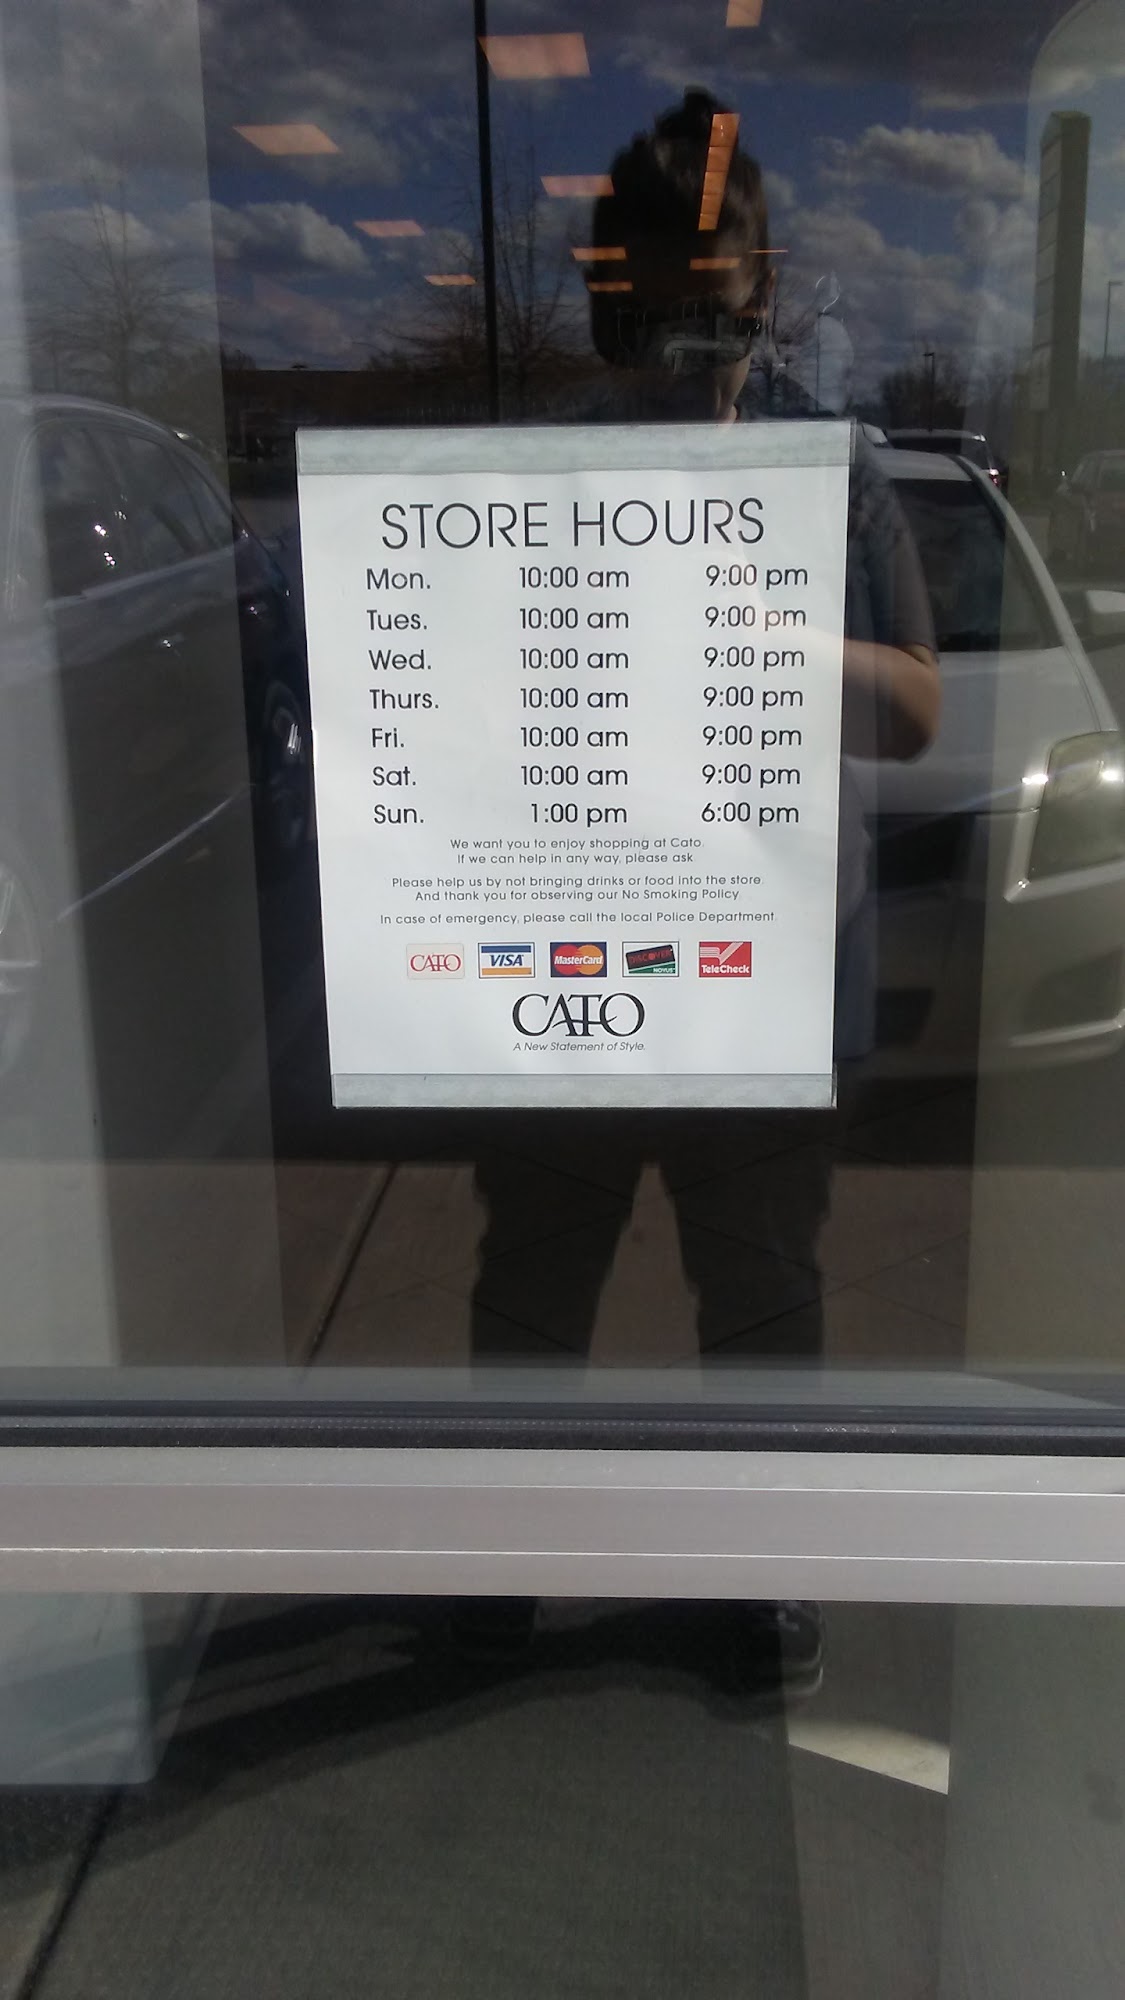 STORE HOURS
Mon. 10:00 am 9:00 pm
Tues. 10:00 am 9:00 pm
Wed. 10:00 am 9:00 pm
Thurs. 10:00 am 9:00 pm
Fri. 10:00 am 9:00 pm
Sat. 10:00 am 9:00 pm
Sun. 1:00 pm 6:00 pm
We want you to enjoy shopping at Cato.
If we can help in any way, please ask.
Please help us by not bringing drinks or food into the store.
And thank you for observing our No Smoking Policy.
In case of emergency, please call the local Police Department.
CATO VISA MasterCard DISCOVER NOVUS TeleCheck
CATO
A New Statement of Style.